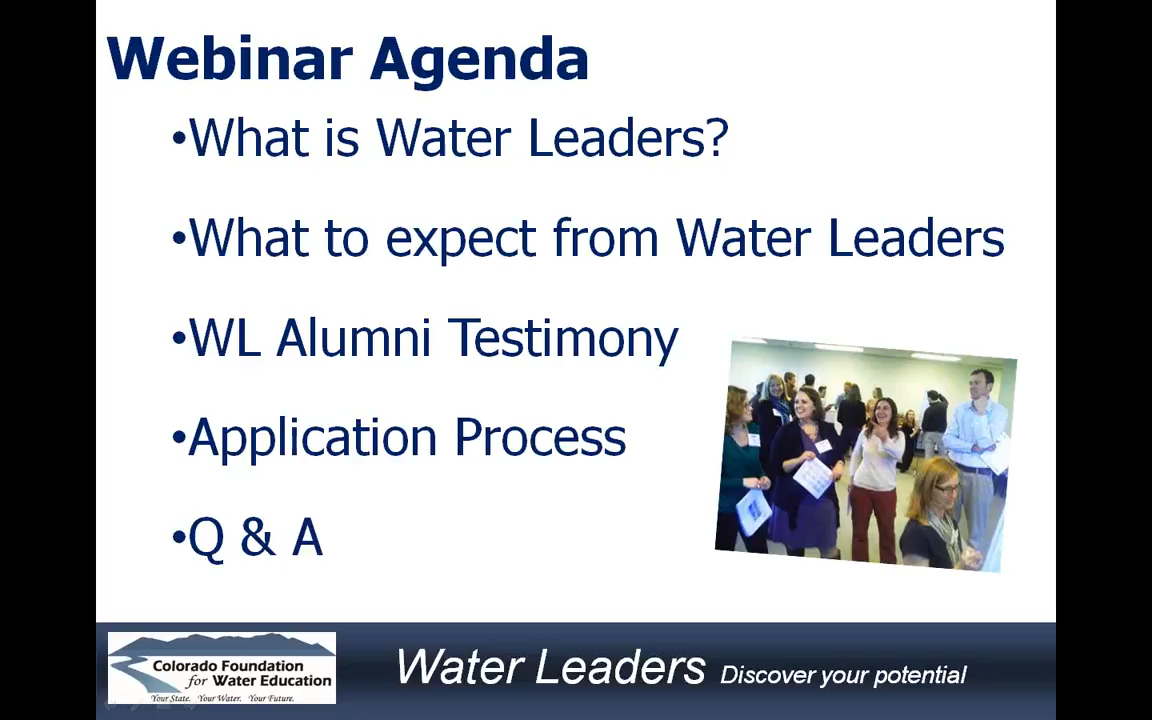 Webinar Agenda
•What is Water Leaders?
•What to expect from Water Leaders
•WL Alumni Testimony
•Application Process
•Q & A
Colorado Foundation
for Water Education
Your State. Your Water. Your Future.
Water Leaders Discover your potential